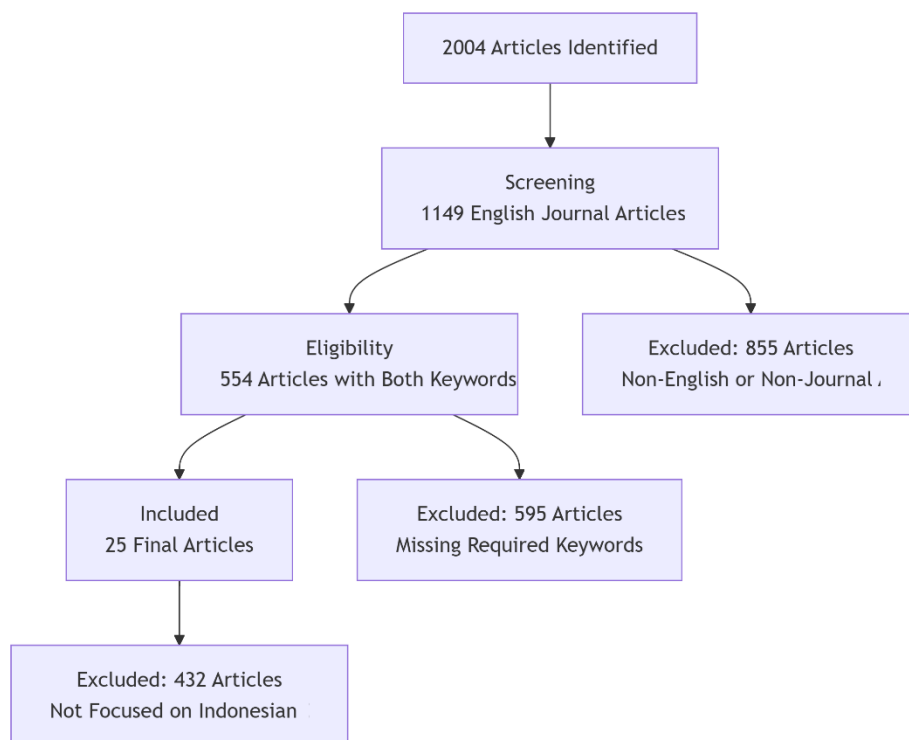 2004 Articles Identified
Screening
1149 English Journal Articles
Eligibility
554 Articles with Both Keywords
Excluded: 855 Articles
Non-English or Non-Journal
Included
25 Final Articles
Excluded: 595 Articles
Missing Required Keywords
Excluded: 432 Articles
Not Focused on Indonesian